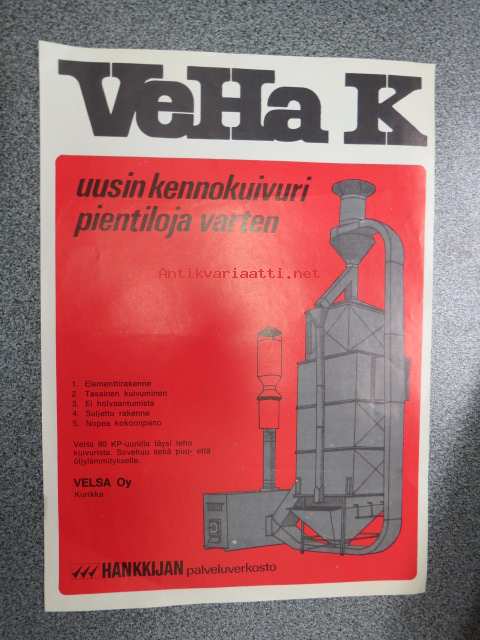 VeHa K
uusin kennokuivuri
pientiloja varten
Antikvariaatti.net
1. Elementtirakenne
2. Tasainen kuivuminen
3. Ei holvaantumista
4. Suljettu rakenne
5. Nopea kokoonpano
Velsa 80 KP-uunilla täysi teho
kuivurista. Soveltuu sekä puu- että
öljylämmitykselle.
VELSA Oy
Kurikka
HANKKIJAN palveluverkosto